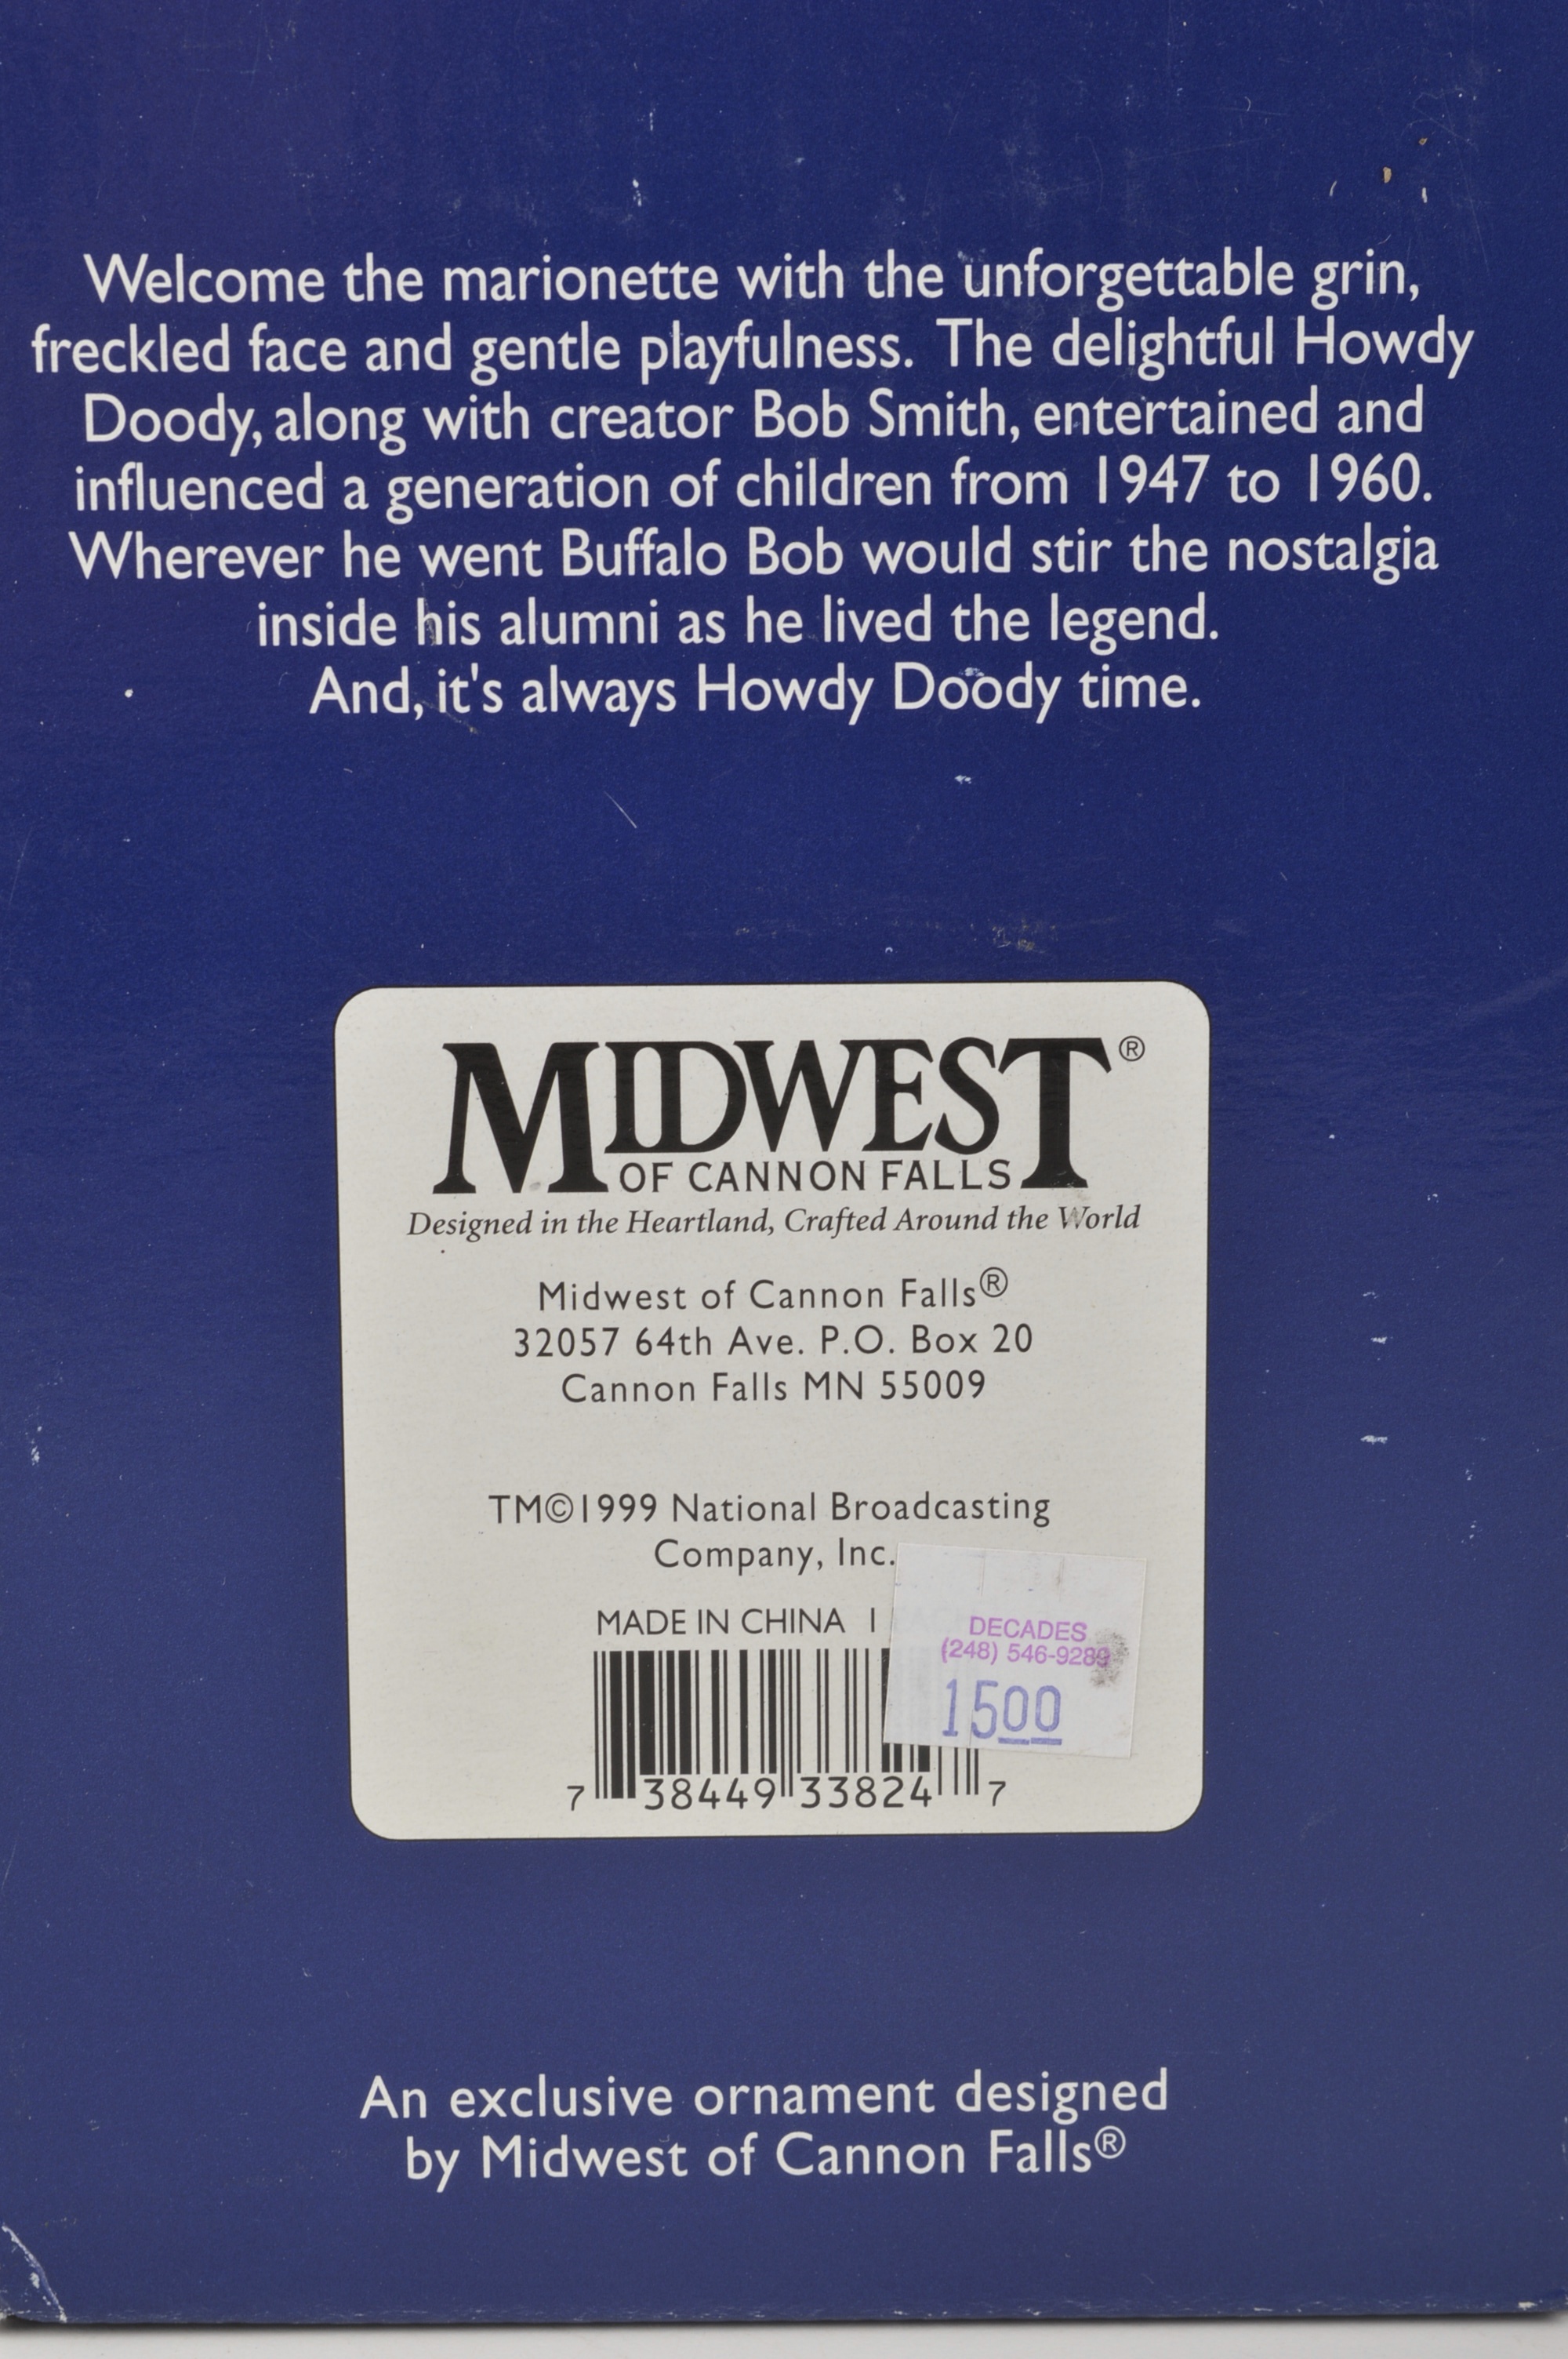 Welcome the marionette with the unforgettable grin,
freckled face and gentle playfulness. The delightful Howdy
Doody, along with creator Bob Smith, entertained and
influenced a generation of children from 1947 to 1960.
Wherever he went Buffalo Bob would stir the nostalgia
inside his alumni as he lived the legend.
And, it's always Howdy Doody time.
MIDWEST®
OF CANNON FALLS
Designed in the Heartland, Crafted Around the World
Midwest of Cannon Falls®
32057 64th Ave. P.O. Box 20
Cannon Falls MN 55009
TM©1999 National Broadcasting
Company, Inc.
MADE IN CHINA 1
DECADES
(248) 546-9289
1500
7 38449 33824 7
An exclusive ornament designed
by Midwest of Cannon Falls®